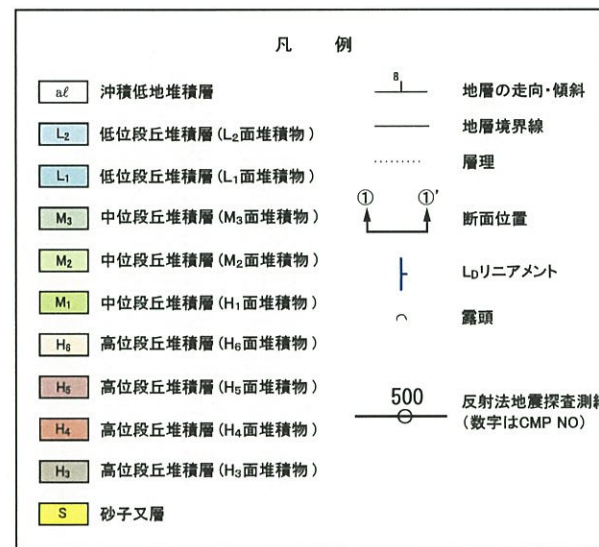 凡 例
aℓ 沖積低地堆積層
L₂ 低位段丘堆積層(L₂面堆積物)
L₁ 低位段丘堆積層(L₁面堆積物)
M₃ 中位段丘堆積層(M₃面堆積物)
M₂ 中位段丘堆積層(M₂面堆積物)
M₁ 中位段丘堆積層(H₁面堆積物)
H₆ 高位段丘堆積層(H₆面堆積物)
H₅ 高位段丘堆積層(H₅面堆積物)
H₄ 高位段丘堆積層(H₄面堆積物)
H₃ 高位段丘堆積層(H₃面堆積物)
S 砂子又層
8 地層の走向・傾斜
地層境界線
層理
① ①' 断面位置
L_Dリニアメント
露頭
500 反射法地震探査測線
(数字はCMP NO)